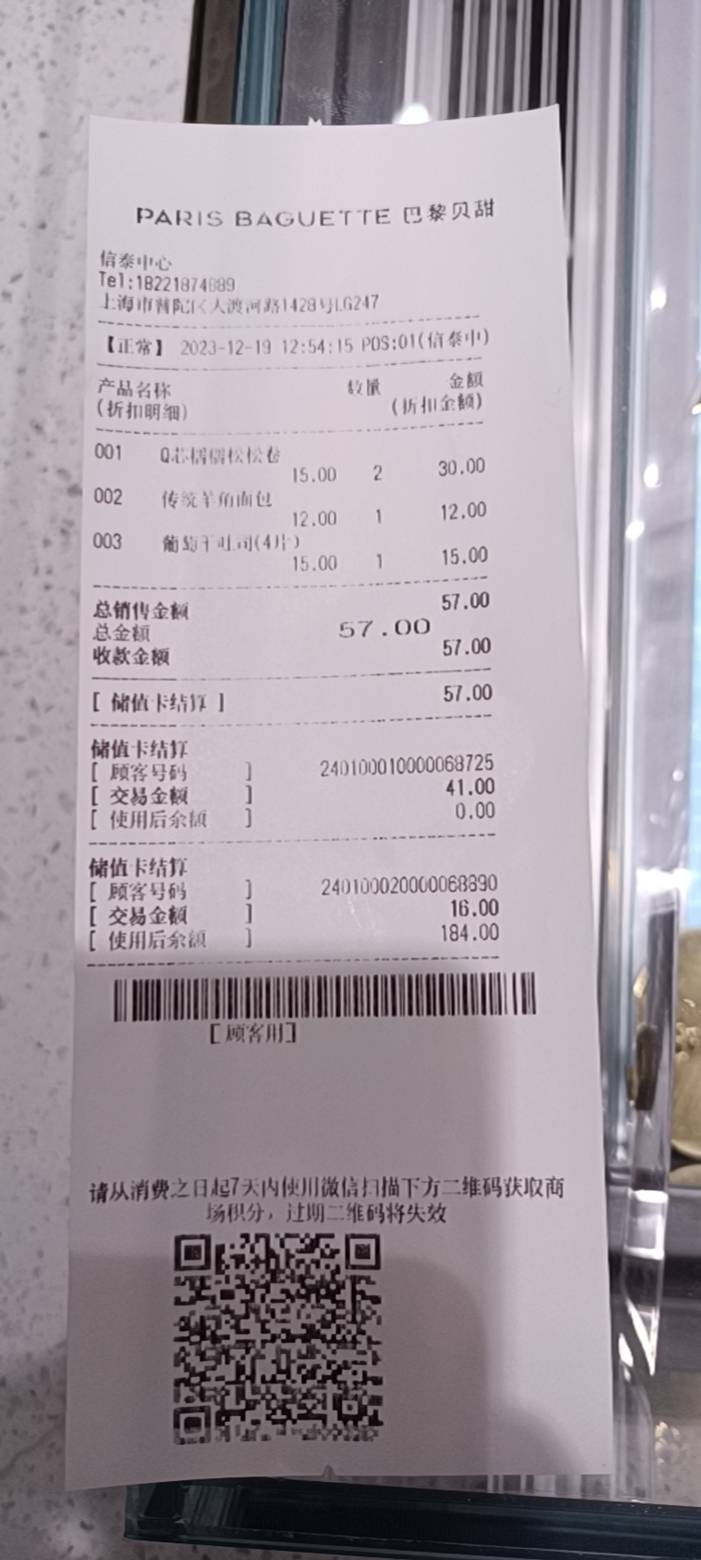 PARIS BAGUETTE 巴黎贝甜
信泰中心
Tel:18221874889
上海市普陀区大渡河路1428号LG247
【正常】 2023-12-19 12:54:15 POS:01(信泰中)
产品名称 数量 金额
(折扣明细) (折扣金额)
001 Q芯糯糯松松卷
15.00 2 30.00
002 传统羊角面包
12.00 1 12.00
003 葡萄干吐司(4片)
15.00 1 15.00
总销售金额 57.00
总金额 57.00
收款金额 57.00
[ 储值卡结算 ] 57.00
储值卡结算
[ 顾客号码 ] 240100010000068725
[ 交易金额 ] 41.00
[ 使用后余额 ] 0.00
储值卡结算
[ 顾客号码 ] 240100020000068890
[ 交易金额 ] 16.00
[ 使用后余额 ] 184.00
[顾客用]
请从消费之日起7天内使用微信扫描下方二维码获取商
场积分，过期二维码将失效